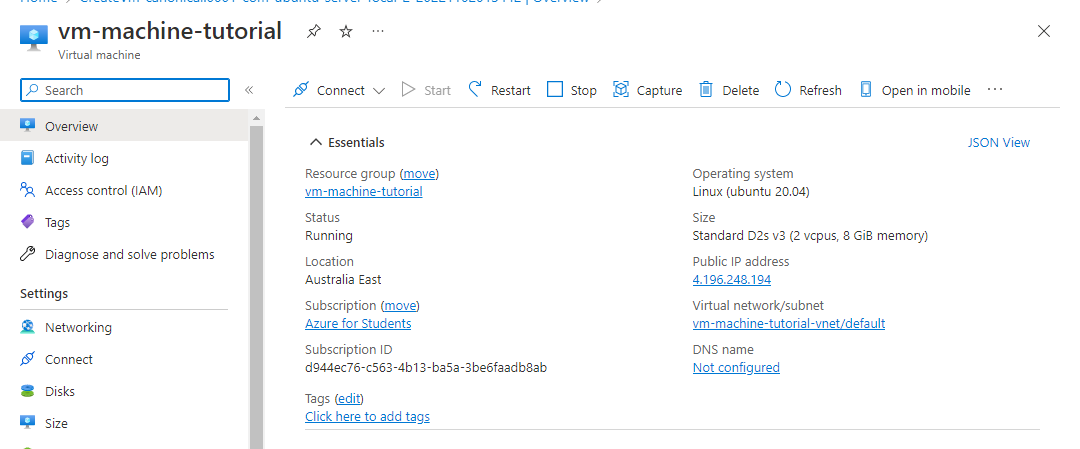 vm-machine-tutorial
Virtual machine
Search
Connect
Start
Restart
Stop
Capture
Delete
Refresh
Open in mobile
Overview
Activity log
Access control (IAM)
Tags
Diagnose and solve problems
Settings
Networking
Connect
Disks
Size
Essentials
JSON View
Resource group (move)
vm-machine-tutorial
Status
Running
Location
Australia East
Subscription (move)
Azure for Students
Subscription ID
d944ec76-c563-4b13-ba5a-3be6faadb8ab
Tags (edit)
Click here to add tags
Operating system
Linux (ubuntu 20.04)
Size
Standard D2s v3 (2 vcpus, 8 GiB memory)
Public IP address
4.196.248.194
Virtual network/subnet
vm-machine-tutorial-vnet/default
DNS name
Not configured